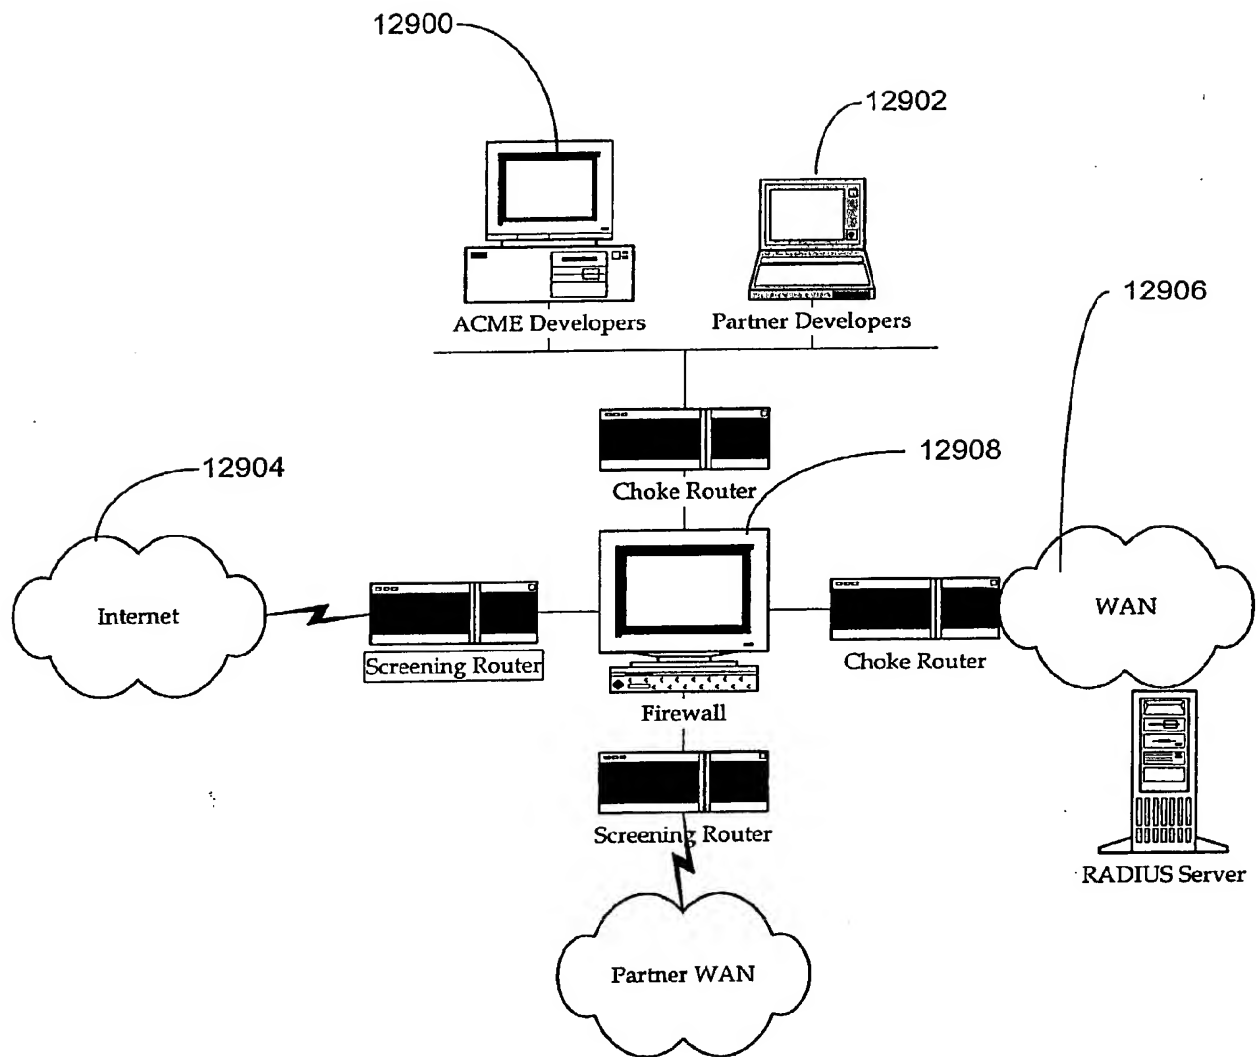 12900
12902
ACME Developers
Partner Developers
12906
Choke Router
12908
12904
Internet
Screening Router
Firewall
Choke Router
WAN
Screening Router
RADIUS Server
Partner WAN